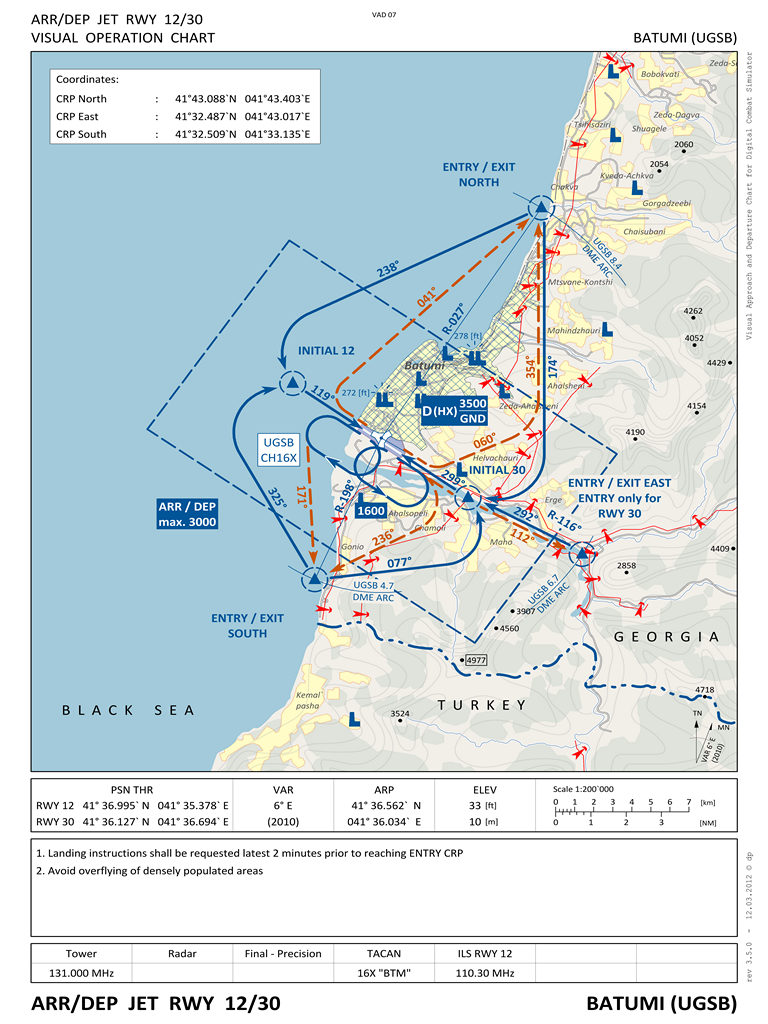 ARR/DEP JET RWY 12/30
VAD 07
VISUAL OPERATION CHART
BATUMI (UGSB)
Coordinates:
CRP North : 41°43.088`N 041°43.403`E
CRP East : 41°32.487`N 041°43.017`E
CRP South : 41°32.509`N 041°33.135`E
Zeda-Se
Bobokvati
Zeda-Dagva
Tsikisaziri
Shuagele
2060
2054
ENTRY / EXIT
NORTH
Kveda-Achkva
Chakva
Gorgadzeebi
Chaisubani
UGSB 8.4
DME ARC
238°
041°
Mtsvane-Kontshi
R-027°
4262
278 [ft]
Mahindzhauri
4052
INITIAL 12
4429
Batumi
354°
174°
119°
272 [ft]
Ahalsheni
D (HX) 3500
GND
Zeda-Ahalsheni
4154
4190
060°
UGSB
CH16X
Helvachauri
INITIAL 30
299°
ENTRY / EXIT EAST
ENTRY only for
RWY 30
171°
325°
R-198°
Erge
ARR / DEP
max. 3000
1600
Ahalsopeli
292°
R-116°
Chamoli
236°
112°
Maho
Gonio
4409
077°
2858
UGSB 4.7
DME ARC
UGSB 6.7
DME ARC
ENTRY / EXIT
SOUTH
3907
4560
GEORGIA
4977
4718
Kemal
pasha
BLACK SEA
TURKEY
3524
TN
MN
VAR 6° E
(2010)
PSN THR
VAR
ARP
ELEV
Scale 1:200`000
RWY 12 41° 36.995` N 041° 35.378` E
6° E
41° 36.562` N
33 [ft]
0 1 2 3 4 5 6 7 [km]
RWY 30 41° 36.127` N 041° 36.694` E
(2010)
041° 36.034` E
10 [m]
0 1 2 3 [NM]
1. Landing instructions shall be requested latest 2 minutes prior to reaching ENTRY CRP
2. Avoid overflying of densely populated areas
Tower
Radar
Final - Precision
TACAN
ILS RWY 12
131.000 MHz
16X "BTM"
110.30 MHz
ARR/DEP JET RWY 12/30
BATUMI (UGSB)
Visual Approach and Departure Chart for Digital Combat Simulator
rev 3.5.0 - 12.03.2012 © dp